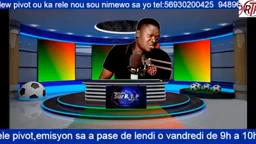 lew pivot ou ka rele nou sou nimewo sa yo tel:56930200425 94896
ele pivot,emisyon sa a pase de lendi o vandredi de 9h a 10h